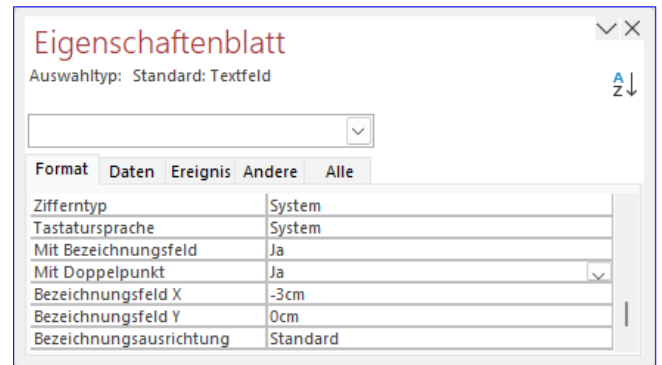 Eigenschaftenblatt
Auswahltyp: Standard: Textfeld
A
Z
Format Daten Ereignis Andere Alle
Zifferntyp System
Tastatursprache System
Mit Bezeichnungsfeld Ja
Mit Doppelpunkt Ja
Bezeichnungsfeld X -3cm
Bezeichnungsfeld Y 0cm
Bezeichnungsausrichtung Standard